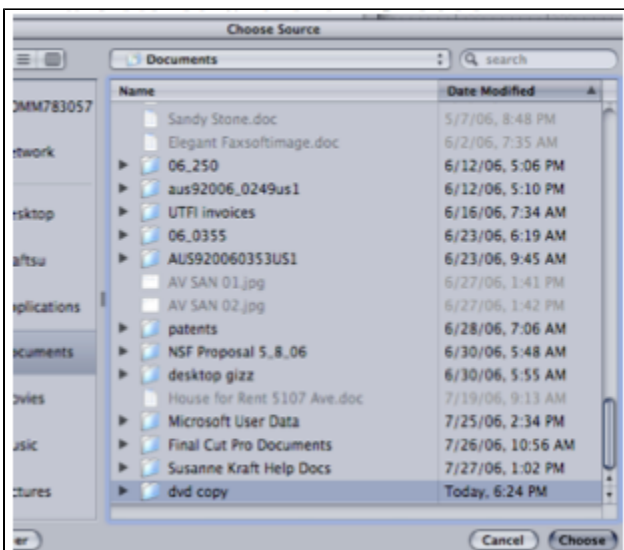 Choose Source
Documents
search
Name Date Modified
Sandy Stone.doc 5/7/06, 8:48 PM
Elegant Faxsoftimage.doc 6/2/06, 7:35 AM
06_250 6/12/06, 5:06 PM
aus92006_0249us1 6/12/06, 5:10 PM
UTFI invoices 6/16/06, 7:34 AM
06_0355 6/23/06, 6:19 AM
AUS920060353US1 6/23/06, 9:45 AM
AV SAN 01.jpg 6/27/06, 1:41 PM
AV SAN 02.jpg 6/27/06, 1:42 PM
patents 6/28/06, 7:06 AM
NSF Proposal 5_8_06 6/30/06, 5:48 AM
desktop gizz 6/30/06, 5:55 AM
House for Rent 5107 Ave.doc 7/19/06, 9:13 AM
Microsoft User Data 7/25/06, 2:34 PM
Final Cut Pro Documents 7/26/06, 10:56 AM
Susanne Kraft Help Docs 7/27/06, 1:02 PM
dvd copy Today, 6:24 PM
MM783057
etwork
esktop
aftsu
plications
ocuments
ovies
usic
ctures
er Cancel Choose